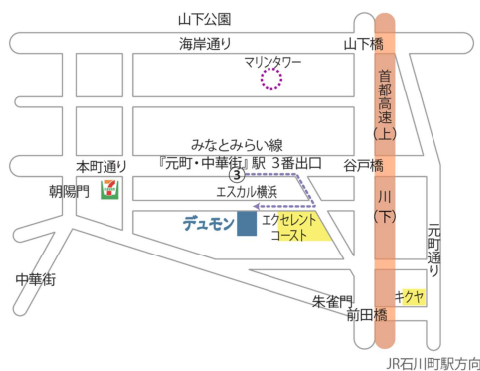 山下公園
海岸通り
山下橋
マリンタワー
首都高速(上)
みなとみらい線
『元町・中華街』駅 3番出口
本町通り
谷戸橋
③
朝陽門
エスカル横浜
川(下)
デュモン
エクセレント
コースト
元町通り
中華街
朱雀門
キクヤ
前田橋
JR石川町駅方向